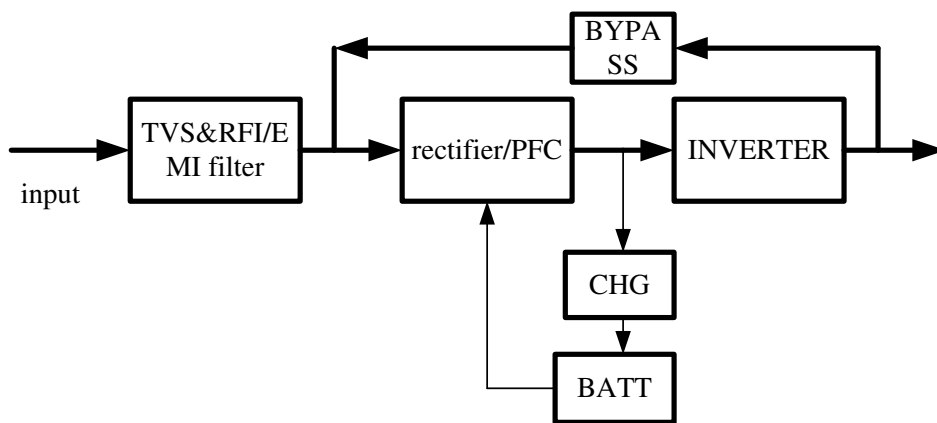 BYPA
SS
TVS&RFI/E
MI filter
rectifier/PFC
INVERTER
input
CHG
BATT